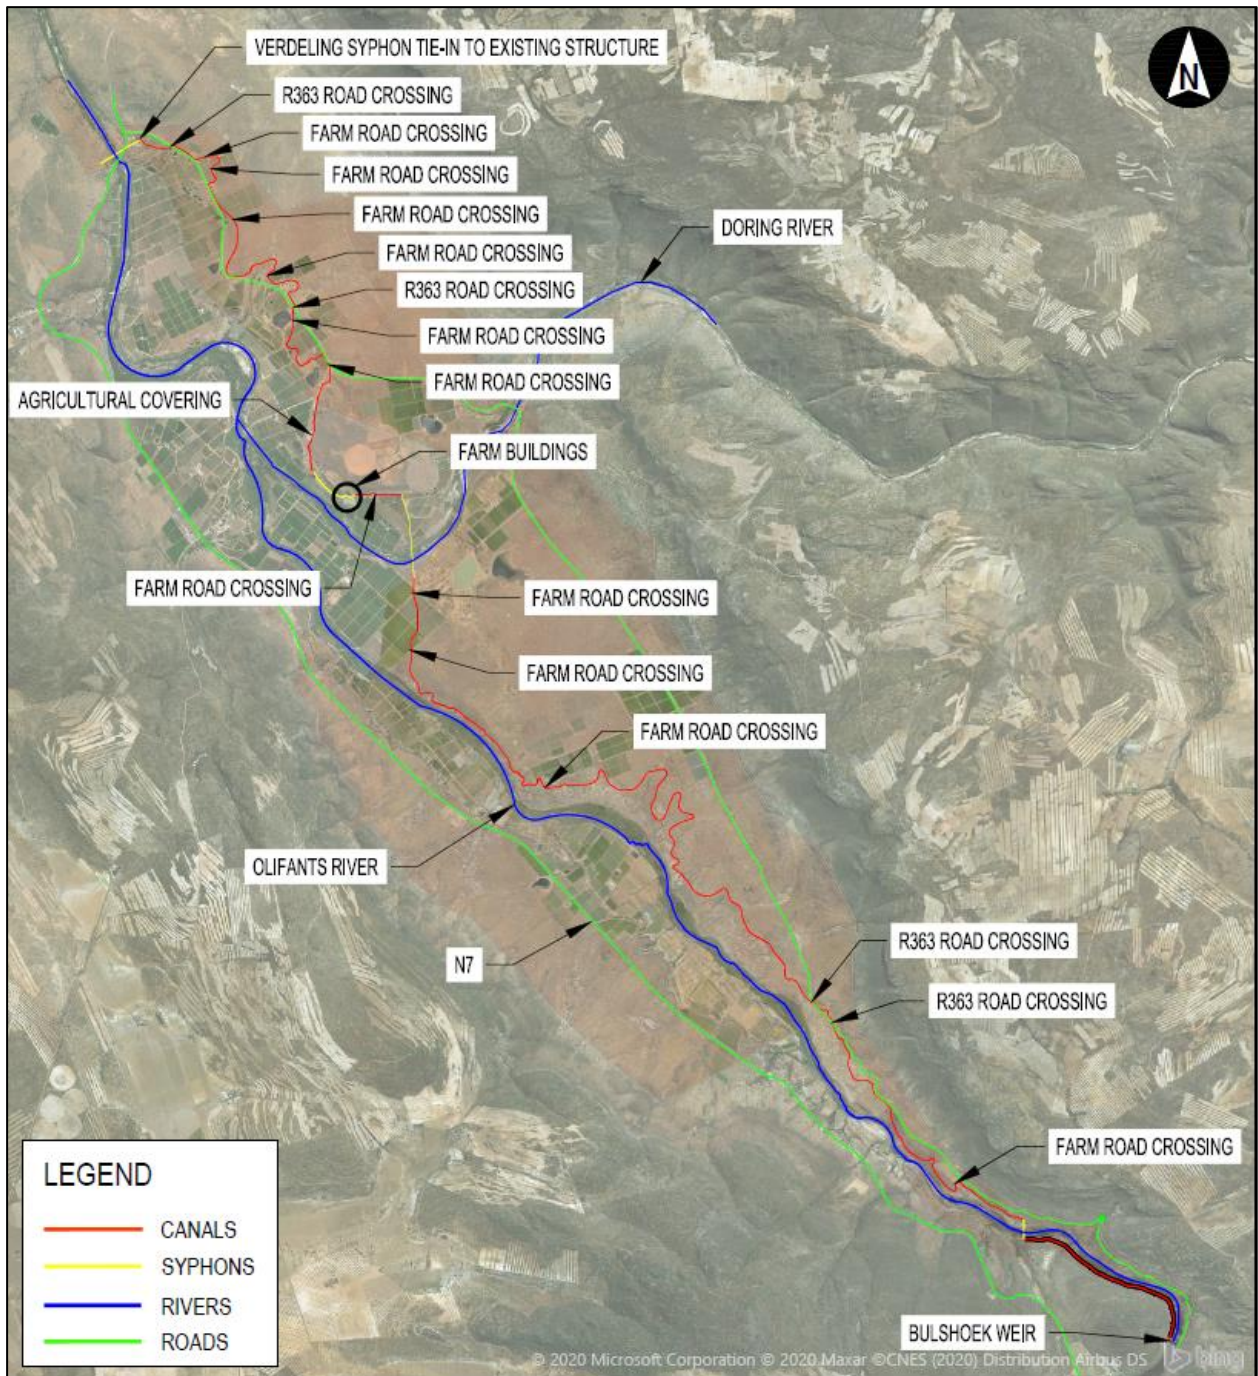 VERDELING SYPHON TIE-IN TO EXISTING STRUCTURE
N
R363 ROAD CROSSING
FARM ROAD CROSSING
FARM ROAD CROSSING
FARM ROAD CROSSING
DORING RIVER
FARM ROAD CROSSING
R363 ROAD CROSSING
FARM ROAD CROSSING
FARM ROAD CROSSING
AGRICULTURAL COVERING
FARM BUILDINGS
FARM ROAD CROSSING
FARM ROAD CROSSING
FARM ROAD CROSSING
FARM ROAD CROSSING
OLIFANTS RIVER
R363 ROAD CROSSING
N7
R363 ROAD CROSSING
FARM ROAD CROSSING
LEGEND
CANALS
SYPHONS
RIVERS
ROADS
BULSHOEK WEIR
© 2020 Microsoft Corporation © 2020 Maxar ©CNES (2020) Distribution Airbus DS
bing